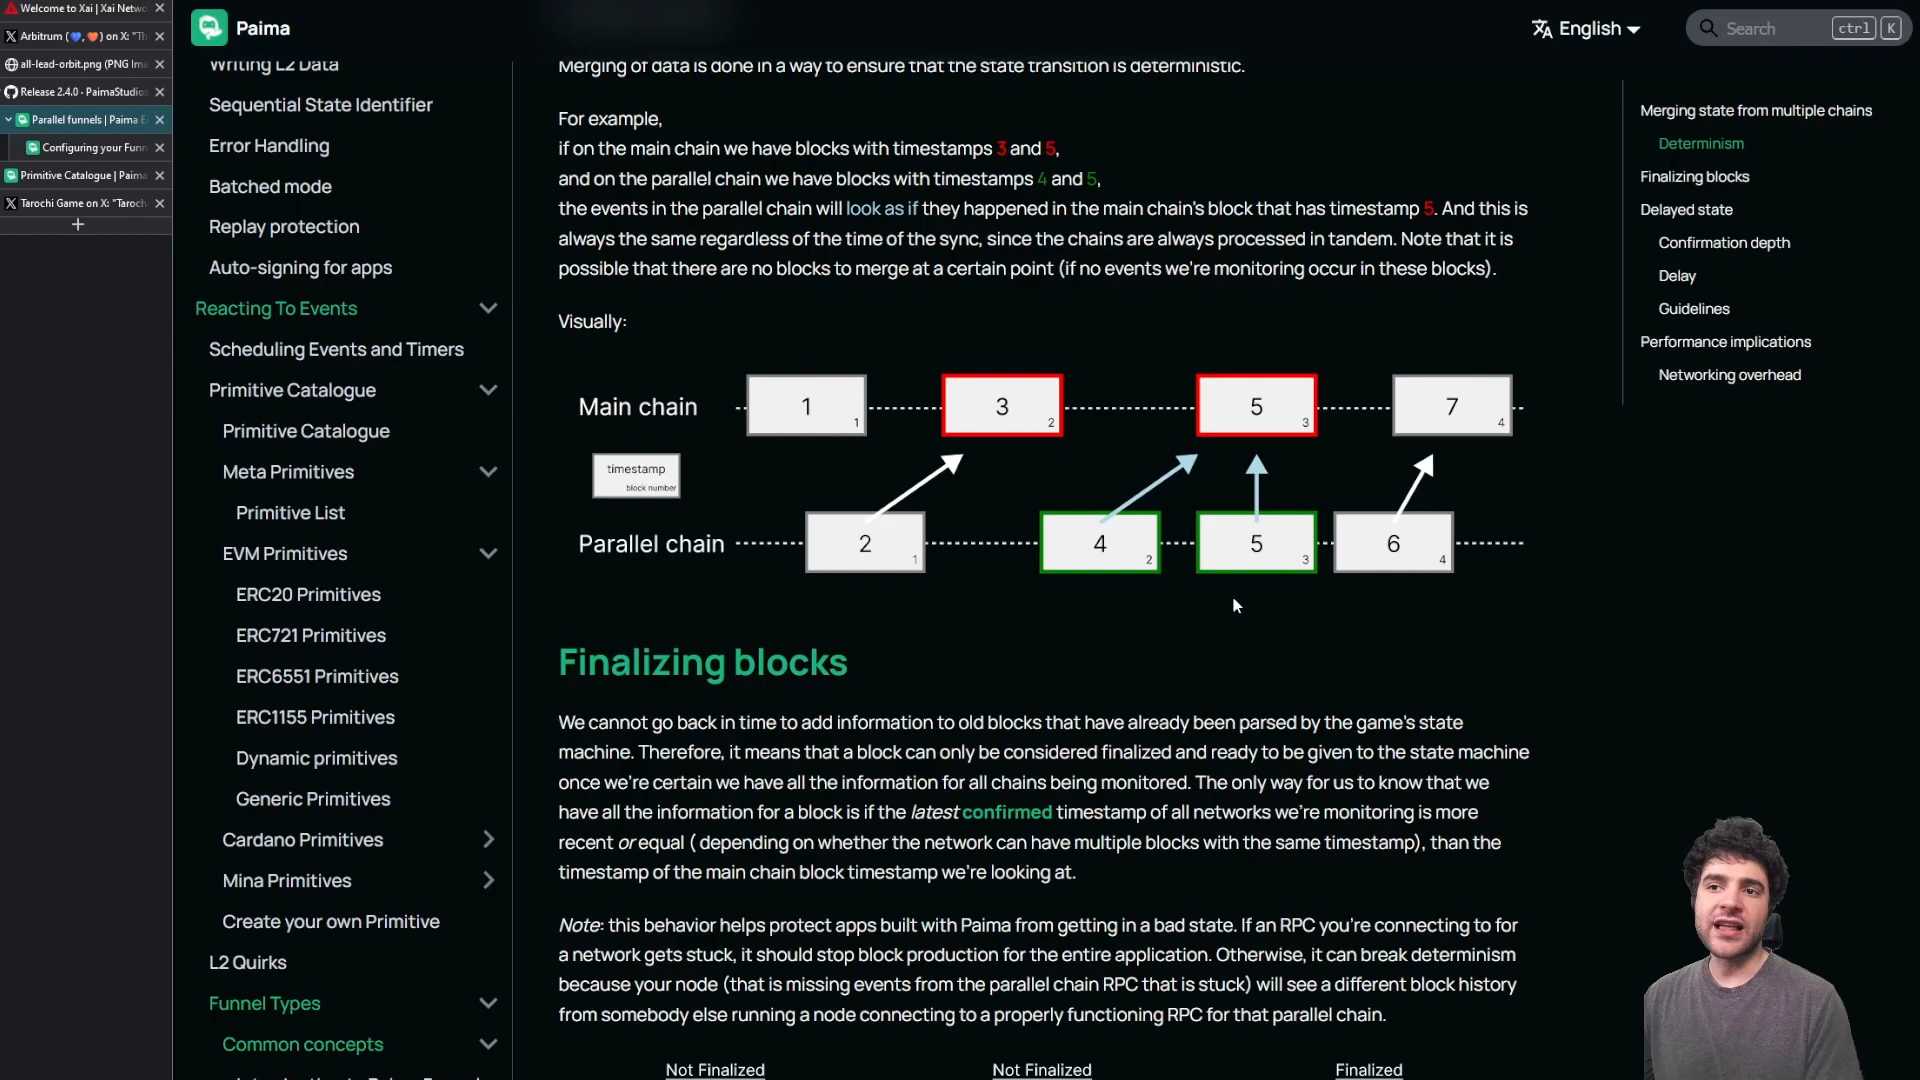 Welcome to Xai | Xai Netwo
Arbitrum (💙,🧡) on X: "Th
all-lead-orbit.png (PNG Ima
Release 2.4.0 · PaimaStudios
Parallel funnels | Paima E
Configuring your Funn
Primitive Catalogue | Paima
Tarochi Game on X: "Taroch
Paima
English
Search
ctrl
K
Writing L2 Data
Sequential State Identifier
Error Handling
Batched mode
Replay protection
Auto-signing for apps
Reacting To Events
Scheduling Events and Timers
Primitive Catalogue
Primitive Catalogue
Meta Primitives
Primitive List
EVM Primitives
ERC20 Primitives
ERC721 Primitives
ERC6551 Primitives
ERC1155 Primitives
Dynamic primitives
Generic Primitives
Cardano Primitives
Mina Primitives
Create your own Primitive
L2 Quirks
Funnel Types
Common concepts
Merging of data is done in a way to ensure that the state transition is deterministic.
For example,
if on the main chain we have blocks with timestamps 3 and 5,
and on the parallel chain we have blocks with timestamps 4 and 5,
the events in the parallel chain will look as if they happened in the main chain's block that has timestamp 5. And this is
always the same regardless of the time of the sync, since the chains are always processed in tandem. Note that it is
possible that there are no blocks to merge at a certain point (if no events we're monitoring occur in these blocks).
Visually:
Main chain
1
1
3
2
5
3
7
4
timestamp
block number
Parallel chain
2
1
4
2
5
3
6
4
Finalizing blocks
We cannot go back in time to add information to old blocks that have already been parsed by the game's state
machine. Therefore, it means that a block can only be considered finalized and ready to be given to the state machine
once we're certain we have all the information for all chains being monitored. The only way for us to know that we
have all the information for a block is if the latest confirmed timestamp of all networks we're monitoring is more
recent or equal ( depending on whether the network can have multiple blocks with the same timestamp), than the
timestamp of the main chain block timestamp we're looking at.
Note: this behavior helps protect apps built with Paima from getting in a bad state. If an RPC you're connecting to for
a network gets stuck, it should stop block production for the entire application. Otherwise, it can break determinism
because your node (that is missing events from the parallel chain RPC that is stuck) will see a different block history
from somebody else running a node connecting to a properly functioning RPC for that parallel chain.
Not Finalized
Not Finalized
Finalized
Merging state from multiple chains
Determinism
Finalizing blocks
Delayed state
Confirmation depth
Delay
Guidelines
Performance implications
Networking overhead